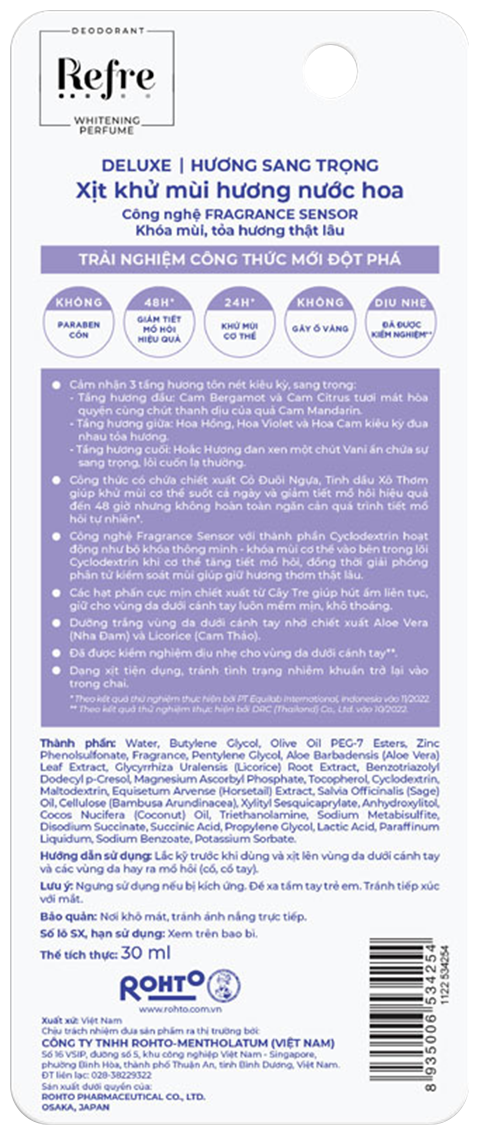 DEODORANT
Refre
WHITENING
PERFUME
DELUXE | HƯƠNG SANG TRỌNG
Xịt khử mùi hương nước hoa
Công nghệ FRAGRANCE SENSOR
Khóa mùi, tỏa hương thật lâu
TRẢI NGHIỆM CÔNG THỨC MỚI ĐỘT PHÁ
KHÔNG
PARABEN
CỒN
48H*
GIẢM TIẾT
MỒ HÔI
HIỆU QUẢ
24H*
KHỬ MÙI
CƠ THỂ
KHÔNG
GÂY Ố VÀNG
DỊU NHẸ
ĐÃ ĐƯỢC
KIỂM NGHIỆM**
● Cảm nhận 3 tầng hương tôn nét kiêu kỳ, sang trọng:
- Tầng hương đầu: Cam Bergamot và Cam Citrus tươi mát hòa
quyện cùng chút thanh dịu của quả Cam Mandarin.
- Tầng hương giữa: Hoa Hồng, Hoa Violet và Hoa Cam kiêu kỳ đua
nhau tỏa hương.
- Tầng hương cuối: Hoắc Hương đan xen một chút Vani ẩn chứa sự
sang trọng, lôi cuốn lạ thường.
● Công thức có chứa chiết xuất Cỏ Đuôi Ngựa, Tinh dầu Xô Thơm
giúp khử mùi cơ thể suốt cả ngày và giảm tiết mồ hôi hiệu quả
đến 48 giờ nhưng không hoàn toàn ngăn cản quá trình tiết mồ
hôi tự nhiên*.
● Công nghệ Fragrance Sensor với thành phần Cyclodextrin hoạt
động như bộ khóa thông minh - khóa mùi cơ thể vào bên trong lõi
Cyclodextrin khi cơ thể tăng tiết mồ hôi, đồng thời giải phóng
phân tử kiểm soát mùi giúp giữ hương thơm thật lâu.
● Các hạt phấn cực mịn chiết xuất từ Cây Tre giúp hút ẩm liên tục,
giữ cho vùng da dưới cánh tay luôn mềm mịn, khô thoáng.
● Dưỡng trắng vùng da dưới cánh tay nhờ chiết xuất Aloe Vera
(Nha Đam) và Licorice (Cam Thảo).
● Đã được kiểm nghiệm dịu nhẹ cho vùng da dưới cánh tay**.
● Dạng xịt tiện dụng, tránh tình trạng nhiễm khuẩn trở lại vào
trong chai.
* Theo kết quả thử nghiệm thực hiện bởi PT Equilab International, Indonesia vào 11/2022.
** Theo kết quả thử nghiệm thực hiện bởi DRC (Thailand) Co., Ltd. vào 10/2022.
Thành phần: Water, Butylene Glycol, Olive Oil PEG-7 Esters, Zinc
Phenolsulfonate, Fragrance, Pentylene Glycol, Aloe Barbadensis (Aloe Vera)
Leaf Extract, Glycyrrhiza Uralensis (Licorice) Root Extract, Benzotriazolyl
Dodecyl p-Cresol, Magnesium Ascorbyl Phosphate, Tocopherol, Cyclodextrin,
Maltodextrin, Equisetum Arvense (Horsetail) Extract, Salvia Officinalis (Sage)
Oil, Cellulose (Bambusa Arundinacea), Xylityl Sesquicaprylate, Anhydroxylitol,
Cocos Nucifera (Coconut) Oil, Triethanolamine, Sodium Metabisulfite,
Disodium Succinate, Succinic Acid, Propylene Glycol, Lactic Acid, Paraffinum
Liquidum, Sodium Benzoate, Potassium Sorbate.
Hướng dẫn sử dụng: Lắc kỹ trước khi dùng và xịt lên vùng da dưới cánh tay
và các vùng da hay ra mồ hôi (cổ, cổ tay).
Lưu ý: Ngưng sử dụng nếu bị kích ứng. Để xa tầm tay trẻ em. Tránh tiếp xúc
với mắt.
Bảo quản: Nơi khô mát, tránh ánh nắng trực tiếp.
Số lô SX, hạn sử dụng: Xem trên bao bì.
Thể tích thực: 30 ml
ROHTO
www.rohto.com.vn
Xuất xứ: Việt Nam
Chịu trách nhiệm đưa sản phẩm ra thị trường bởi:
CÔNG TY TNHH ROHTO-MENTHOLATUM (VIỆT NAM)
Số 16 VSIP, đường số 5, khu công nghiệp Việt Nam - Singapore,
phường Bình Hòa, thành phố Thuận An, tỉnh Bình Dương, Việt Nam.
ĐT liên lạc: 028-38229322
Sản xuất dưới quyền của:
ROHTO PHARMACEUTICAL CO., LTD.
OSAKA, JAPAN
8 935006 534254
1122 534254